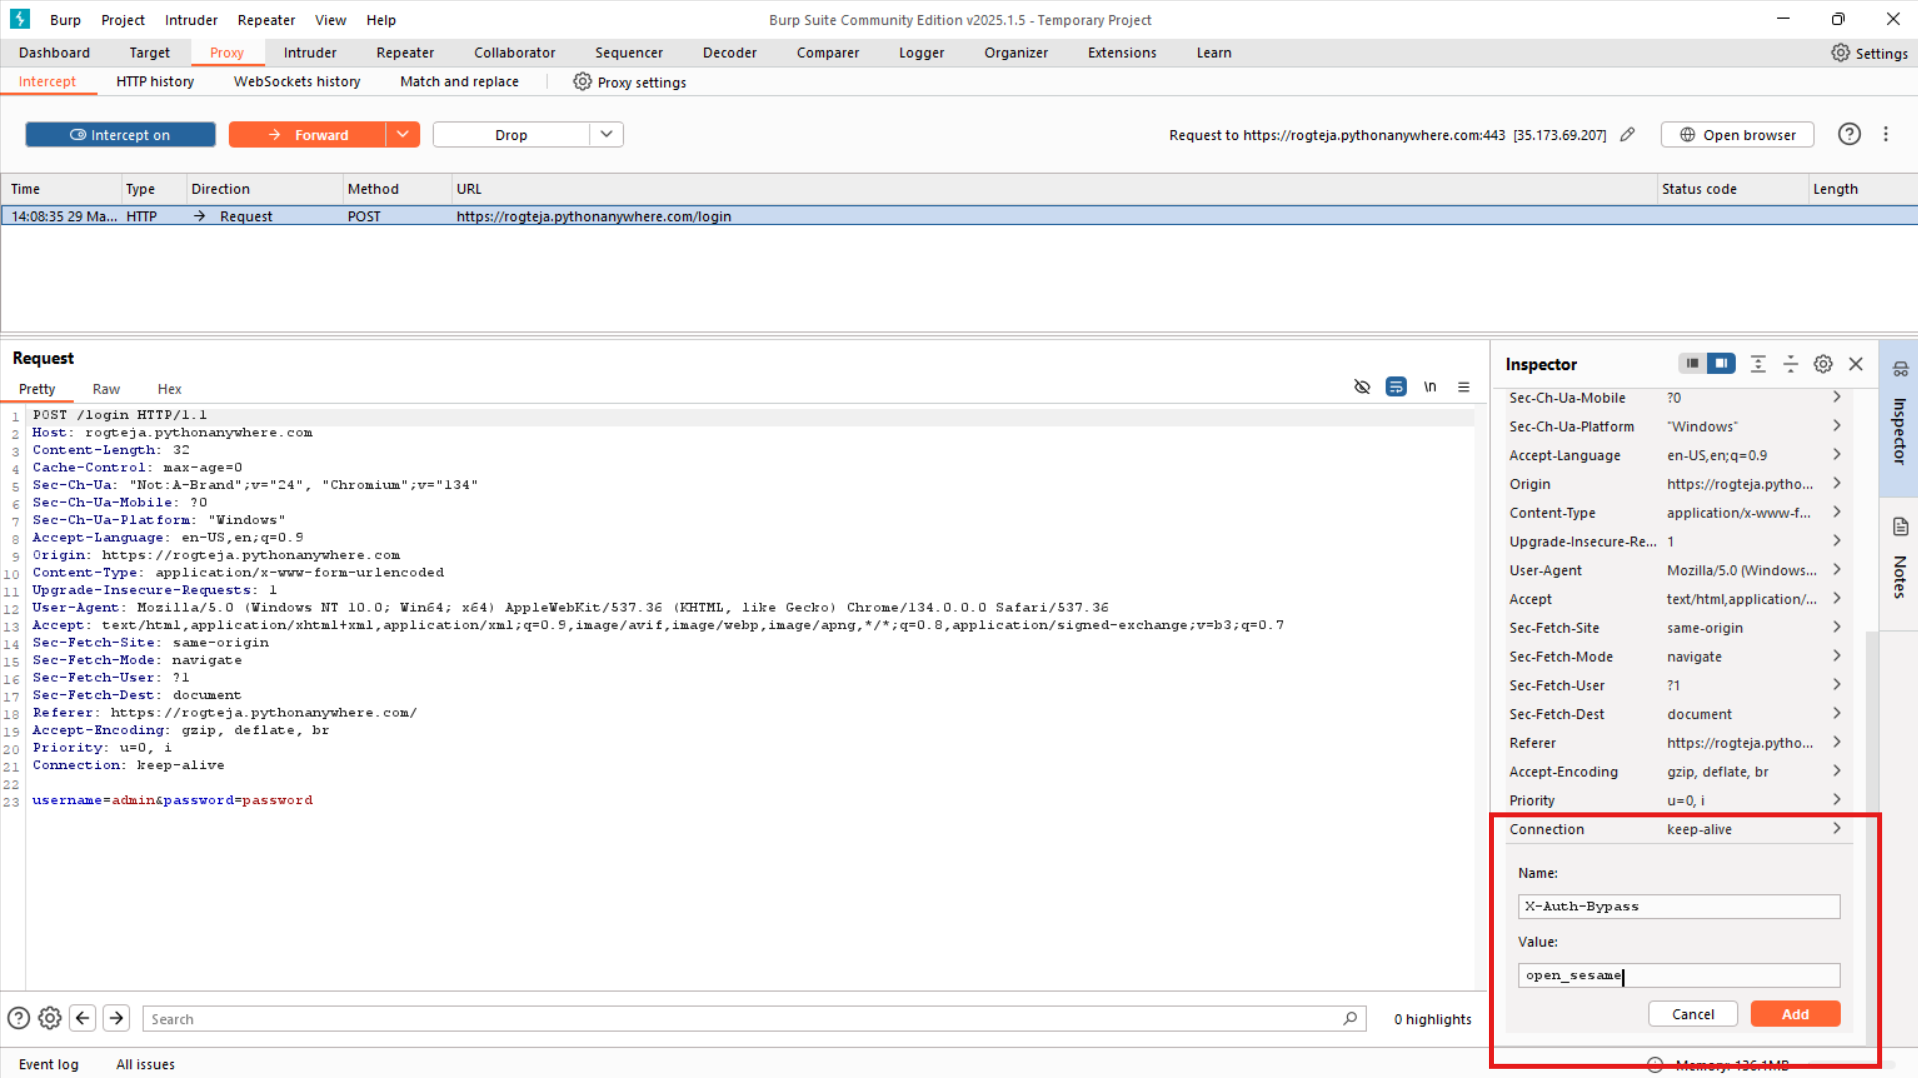 Burp Project Intruder Repeater View Help Burp Suite Community Edition v2025.1.5 - Temporary Project
Dashboard Target Proxy Intruder Repeater Collaborator Sequencer Decoder Comparer Logger Organizer Extensions Learn Settings
Intercept HTTP history WebSockets history Match and replace Proxy settings
Intercept on Forward Drop Request to https://rogteja.pythonanywhere.com:443 [35.173.69.207] Open browser
Time Type Direction Method URL Status code Length
14:08:35 29 Ma... HTTP → Request POST https://rogteja.pythonanywhere.com/login
Request
Pretty Raw Hex \n
1 POST /login HTTP/1.1
2 Host: rogteja.pythonanywhere.com
3 Content-Length: 32
4 Cache-Control: max-age=0
5 Sec-Ch-Ua: "Not:A-Brand";v="24", "Chromium";v="134"
6 Sec-Ch-Ua-Mobile: ?0
7 Sec-Ch-Ua-Platform: "Windows"
8 Accept-Language: en-US,en;q=0.9
9 Origin: https://rogteja.pythonanywhere.com
10 Content-Type: application/x-www-form-urlencoded
11 Upgrade-Insecure-Requests: 1
12 User-Agent: Mozilla/5.0 (Windows NT 10.0; Win64; x64) AppleWebKit/537.36 (KHTML, like Gecko) Chrome/134.0.0.0 Safari/537.36
13 Accept: text/html,application/xhtml+xml,application/xml;q=0.9,image/avif,image/webp,image/apng,*/*;q=0.8,application/signed-exchange;v=b3;q=0.7
14 Sec-Fetch-Site: same-origin
15 Sec-Fetch-Mode: navigate
16 Sec-Fetch-User: ?1
17 Sec-Fetch-Dest: document
18 Referer: https://rogteja.pythonanywhere.com/
19 Accept-Encoding: gzip, deflate, br
20 Priority: u=0, i
21 Connection: keep-alive
22
23 username=admin&password=password
Search 0 highlights
Inspector
Sec-Ch-Ua-Mobile ?0
Sec-Ch-Ua-Platform "Windows"
Accept-Language en-US,en;q=0.9
Origin https://rogteja.pytho...
Content-Type application/x-www-f...
Upgrade-Insecure-Re... 1
User-Agent Mozilla/5.0 (Windows...
Accept text/html,application/...
Sec-Fetch-Site same-origin
Sec-Fetch-Mode navigate
Sec-Fetch-User ?1
Sec-Fetch-Dest document
Referer https://rogteja.pytho...
Accept-Encoding gzip, deflate, br
Priority u=0, i
Connection keep-alive
Name:
X-Auth-Bypass
Value:
open_sesame
Cancel Add
Inspector
Notes
Event log All issues Memory: 136.1MB